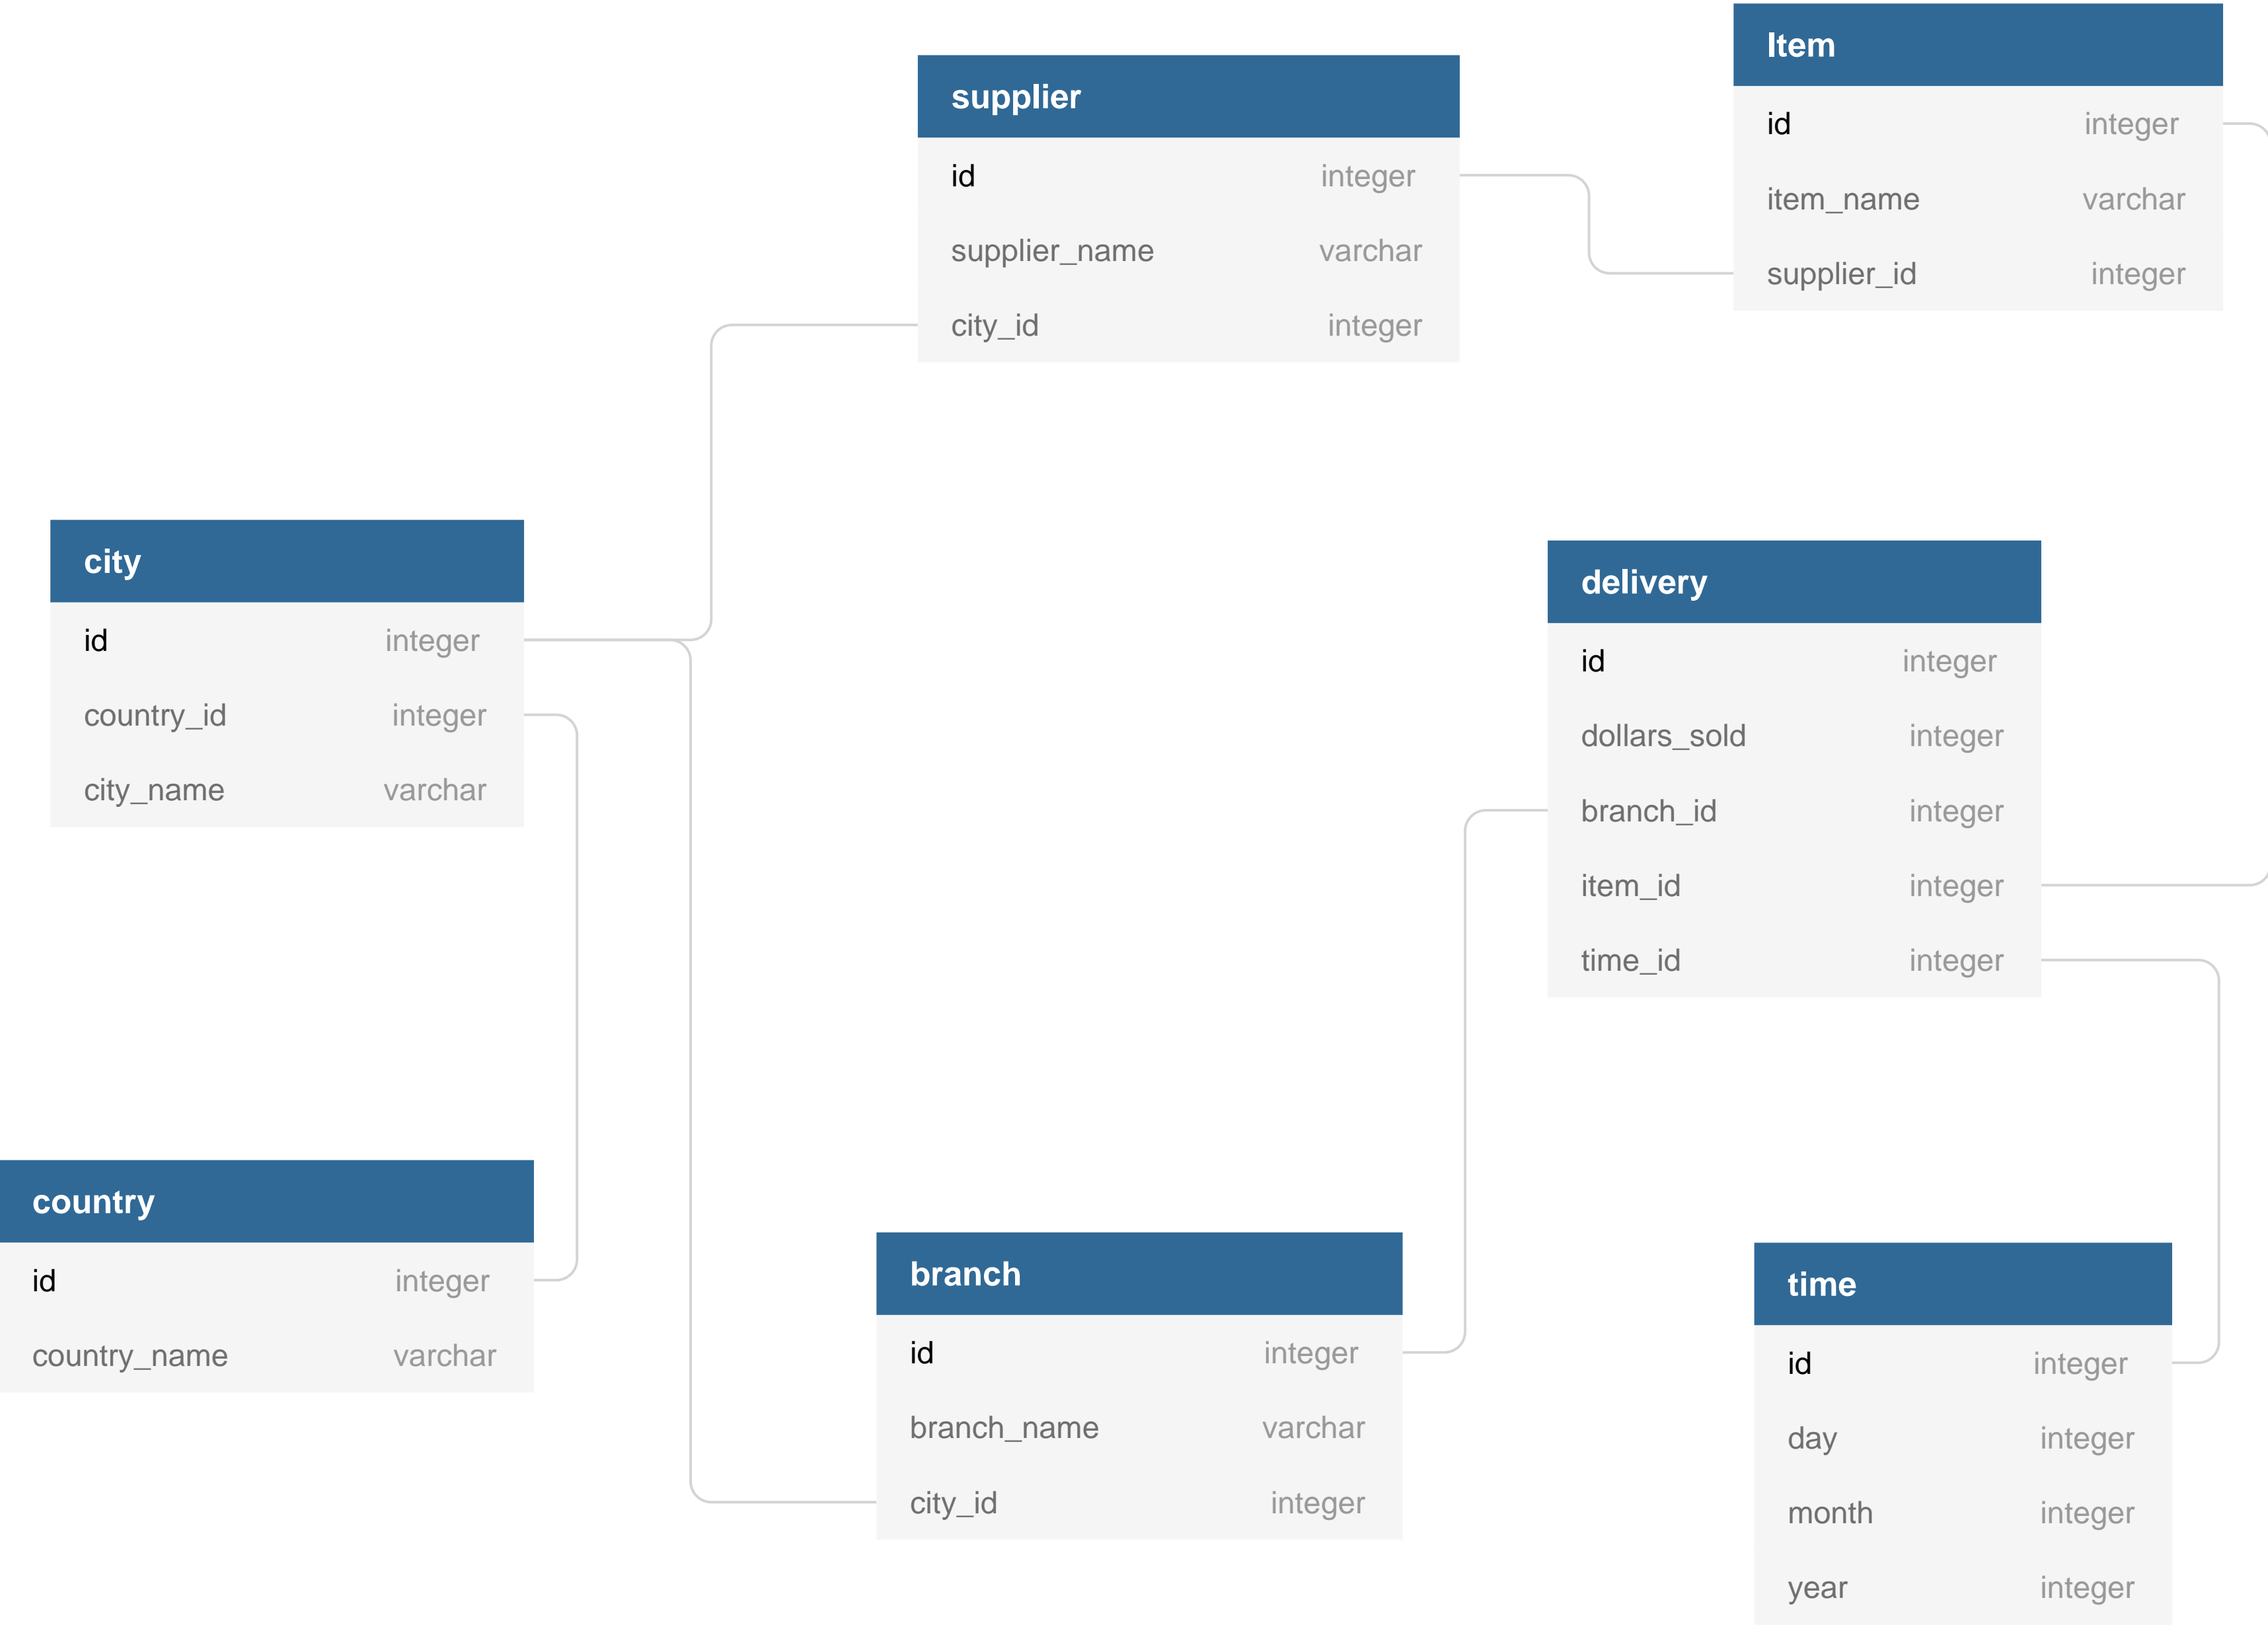 Item
id integer
item_name varchar
supplier_id integer
supplier
id integer
supplier_name varchar
city_id integer
city
id integer
country_id integer
city_name varchar
delivery
id integer
dollars_sold integer
branch_id integer
item_id integer
time_id integer
country
id integer
country_name varchar
branch
id integer
branch_name varchar
city_id integer
time
id integer
day integer
month integer
year integer